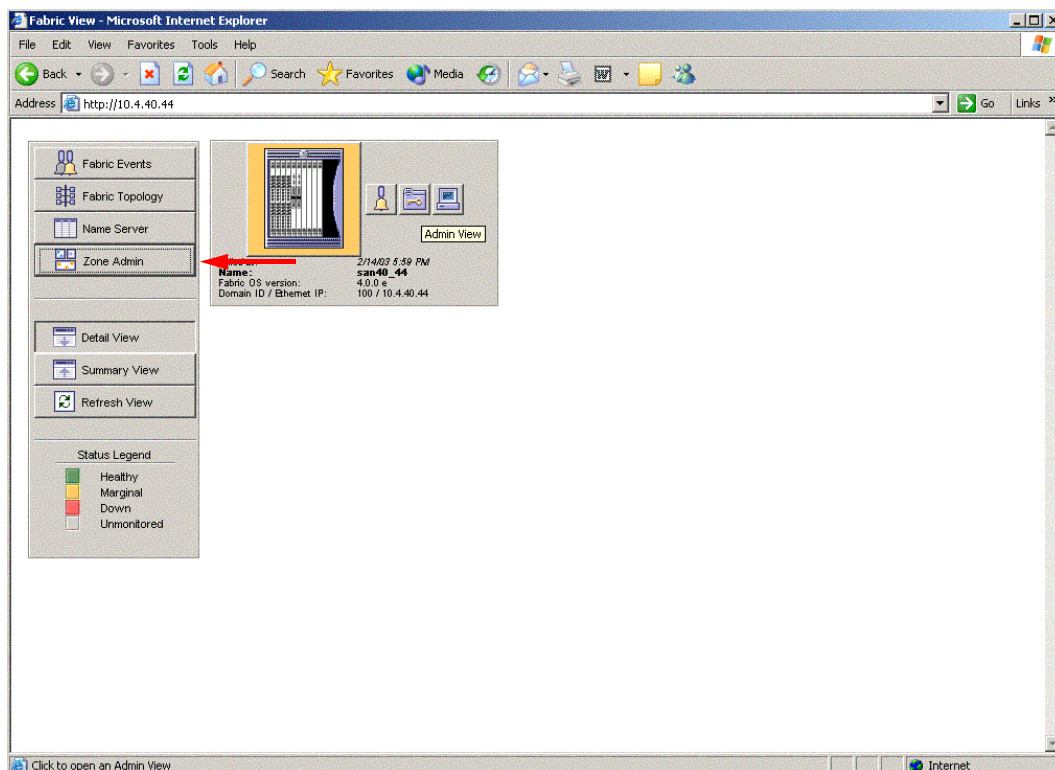 Fabric View - Microsoft Internet Explorer
File Edit View Favorites Tools Help
Back Search Favorites Media
Address http://10.4.40.44 Go Links »
Fabric Events
Fabric Topology
Name Server
Zone Admin
Detail View
Summary View
Refresh View
Status Legend
Healthy
Marginal
Down
Unmonitored
Admin View
2/14/03 5:59 PM
Name: san40_44
Fabric OS version: 4.0.0 e
Domain ID / Ethernet IP: 100 / 10.4.40.44
Click to open an Admin View
Internet